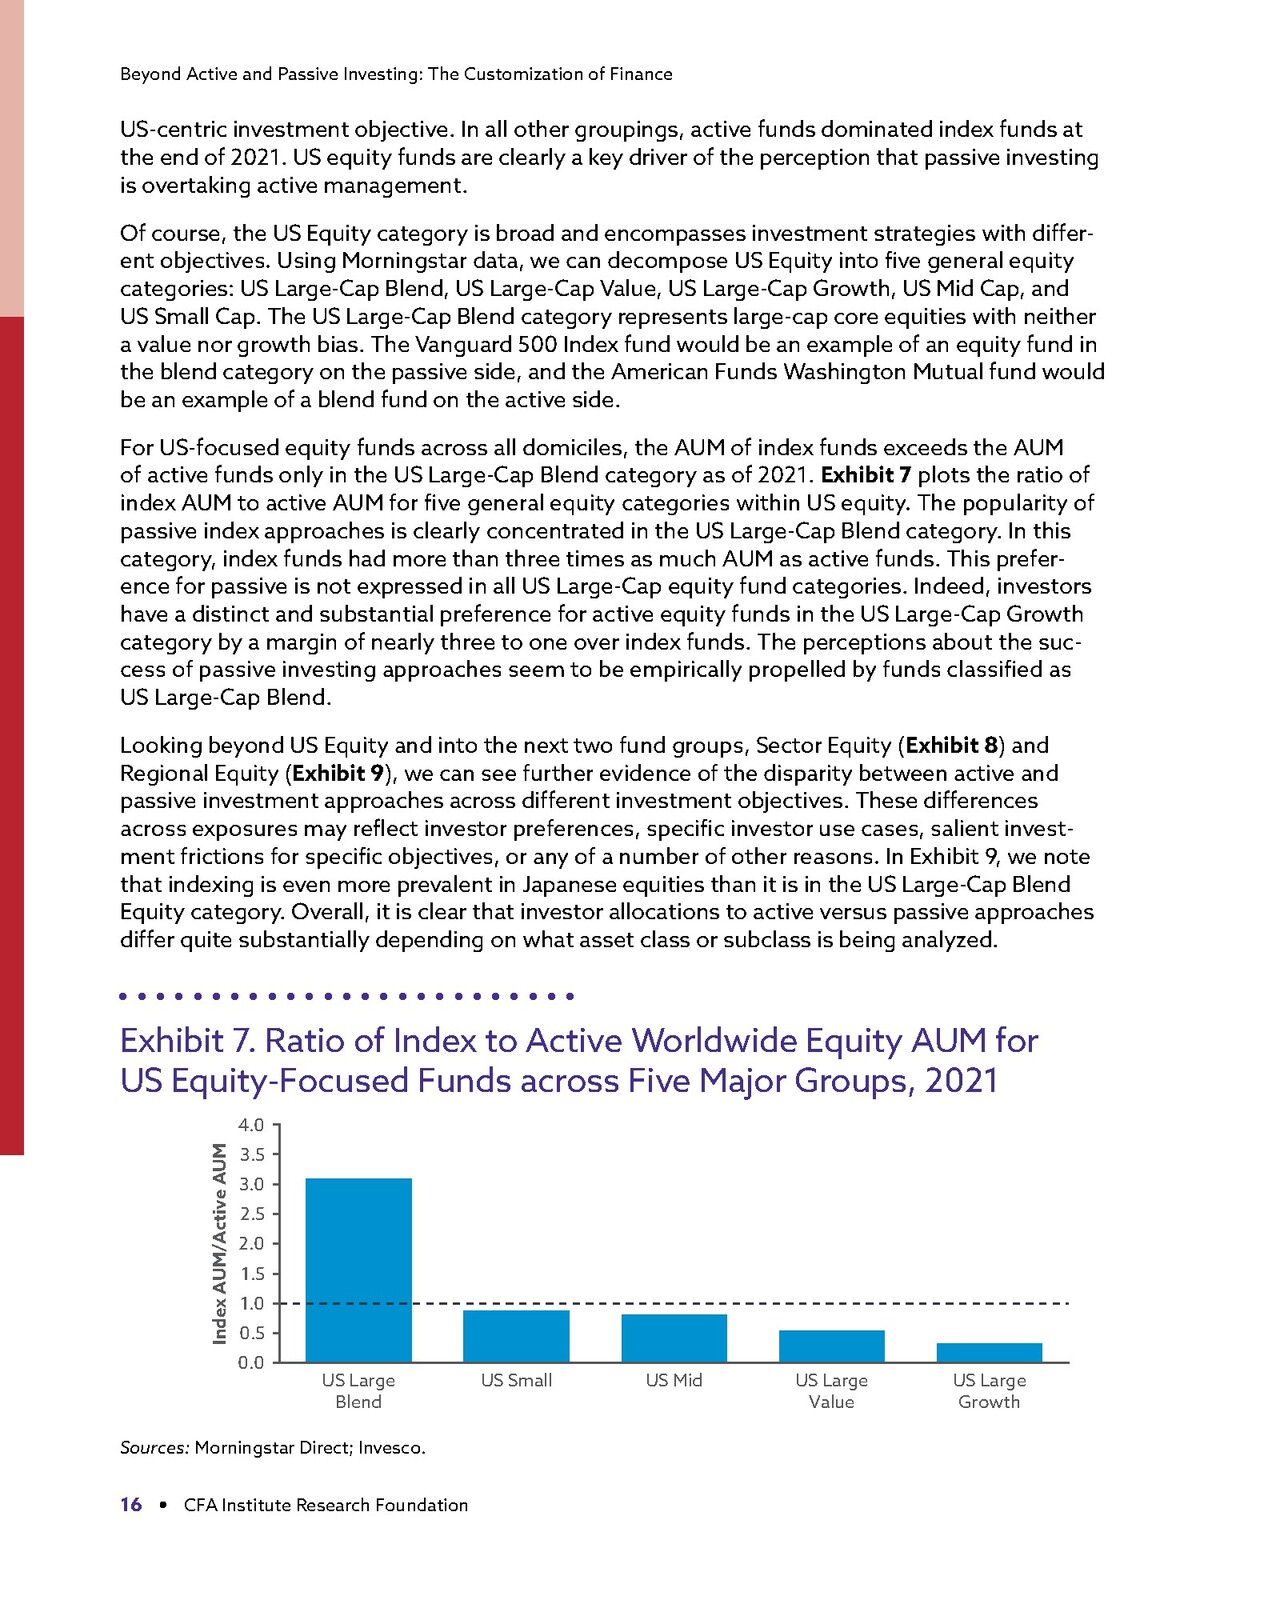 Beyond Active and Passive Investing: The Customization of Finance
US-centric investment objective. In all other groupings, active funds dominated index funds at
the end of 2021. US equity funds are clearly a key driver of the perception that passive investing
is overtaking active management.
Of course, the US Equity category is broad and encompasses investment strategies with differ-
ent objectives. Using Morningstar data, we can decompose US Equity into five general equity
categories: US Large-Cap Blend, US Large-Cap Value, US Large-Cap Growth, US Mid Cap, and
US Small Cap. The US Large-Cap Blend category represents large-cap core equities with neither
a value nor growth bias. The Vanguard 500 Index fund would be an example of an equity fund in
the blend category on the passive side, and the American Funds Washington Mutual fund would
be an example of a blend fund on the active side.
For US-focused equity funds across all domiciles, the AUM of index funds exceeds the AUM
of active funds only in the US Large-Cap Blend category as of 2021. Exhibit 7 plots the ratio of
index AUM to active AUM for five general equity categories within US equity. The popularity of
passive index approaches is clearly concentrated in the US Large-Cap Blend category. In this
category, index funds had more than three times as much AUM as active funds. This prefer-
ence for passive is not expressed in all US Large-Cap equity fund categories. Indeed, investors
have a distinct and substantial preference for active equity funds in the US Large-Cap Growth
category by a margin of nearly three to one over index funds. The perceptions about the suc-
cess of passive investing approaches seem to be empirically propelled by funds classified as
US Large-Cap Blend.
Looking beyond US Equity and into the next two fund groups, Sector Equity (Exhibit 8) and
Regional Equity (Exhibit 9), we can see further evidence of the disparity between active and
passive investment approaches across different investment objectives. These differences
across exposures may reflect investor preferences, specific investor use cases, salient invest-
ment frictions for specific objectives, or any of a number of other reasons. In Exhibit 9, we note
that indexing is even more prevalent in Japanese equities than it is in the US Large-Cap Blend
Equity category. Overall, it is clear that investor allocations to active versus passive approaches
differ quite substantially depending on what asset class or subclass is being analyzed.
Exhibit 7. Ratio of Index to Active Worldwide Equity AUM for
US Equity-Focused Funds across Five Major Groups, 2021
Index AUM/Active AUM
4.0
3.5
3.0
2.5
2.0
1.5
1.0
0.5
0.0
US Large US Small US Mid US Large US Large
Blend Value Growth
Sources: Morningstar Direct; Invesco.
16 • CFA Institute Research Foundation